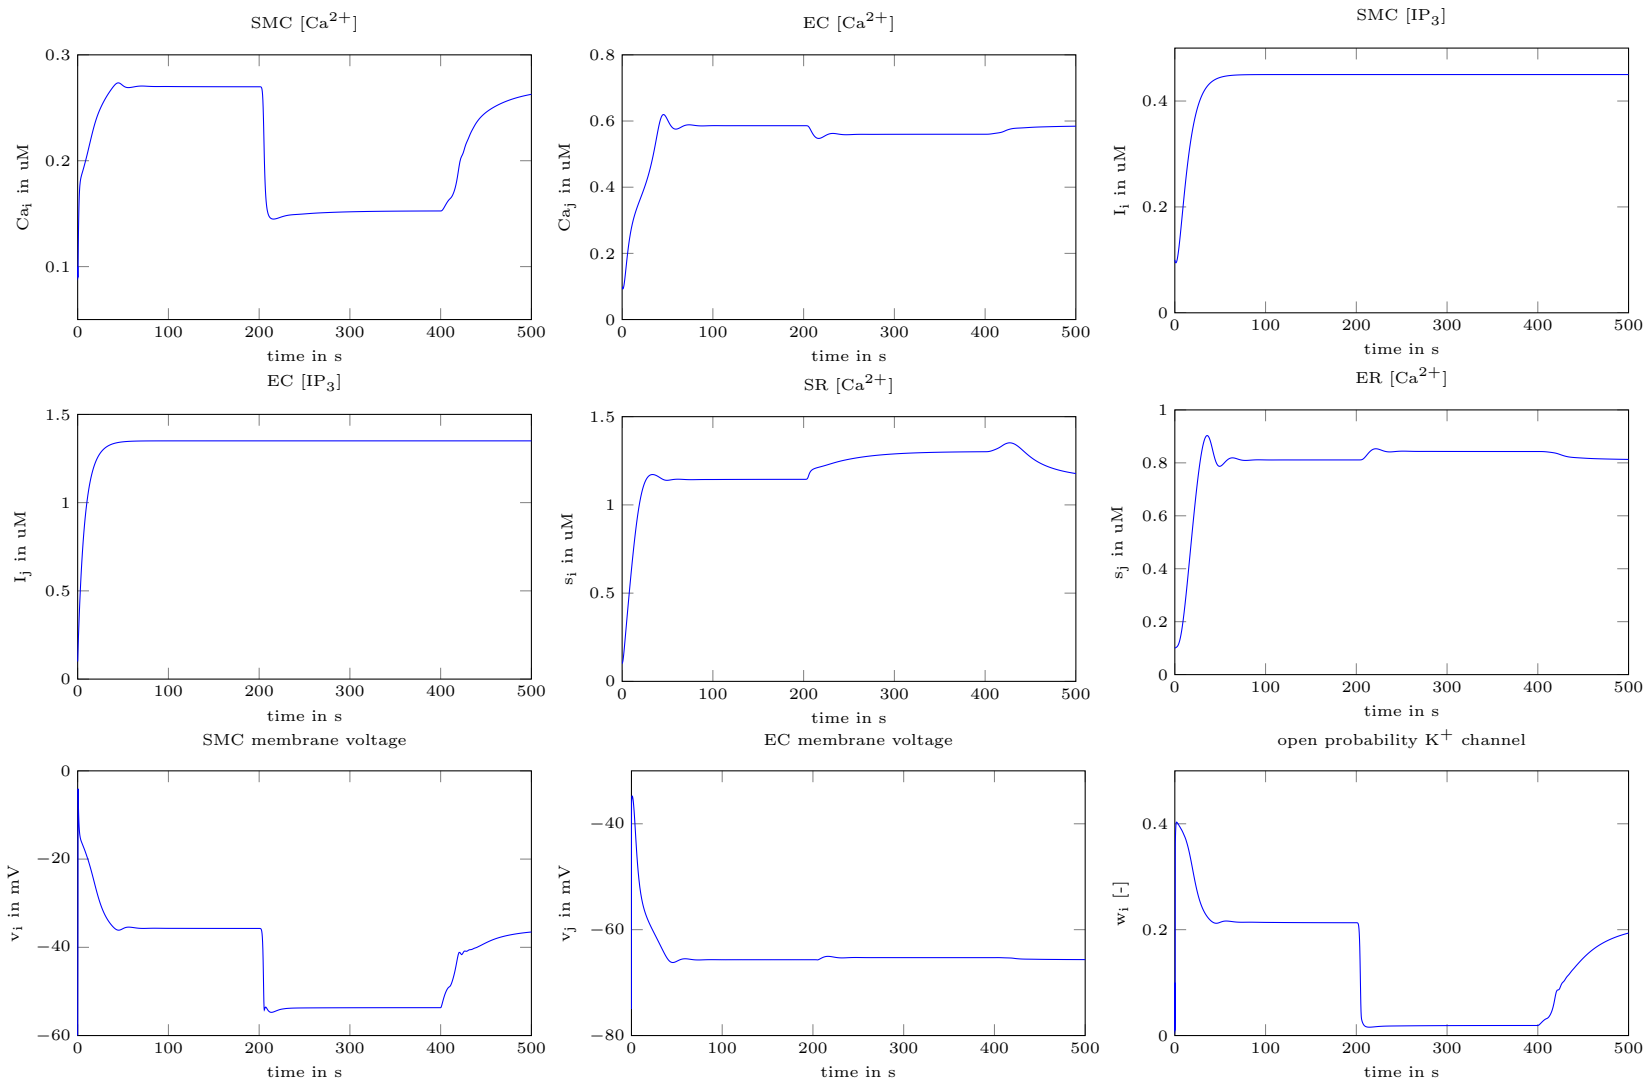 SMC [Ca2+]
0.3
0.2
0.1
Cai in uM
0 100 200 300 400 500
time in s
EC [Ca2+]
0.8
0.6
0.4
0.2
0
Caj in uM
0 100 200 300 400 500
time in s
SMC [IP3]
0.4
0.2
0
Ii in uM
0 100 200 300 400 500
time in s
EC [IP3]
1.5
1
0.5
0
Ij in uM
0 100 200 300 400 500
time in s
SR [Ca2+]
1.5
1
0.5
0
si in uM
0 100 200 300 400 500
time in s
ER [Ca2+]
1
0.8
0.6
0.4
0.2
0
sj in uM
0 100 200 300 400 500
time in s
SMC membrane voltage
0
−20
−40
−60
vi in mV
0 100 200 300 400 500
time in s
EC membrane voltage
−40
−60
−80
vj in mV
0 100 200 300 400 500
time in s
open probability K+ channel
0.4
0.2
0
wi [-]
0 100 200 300 400 500
time in s